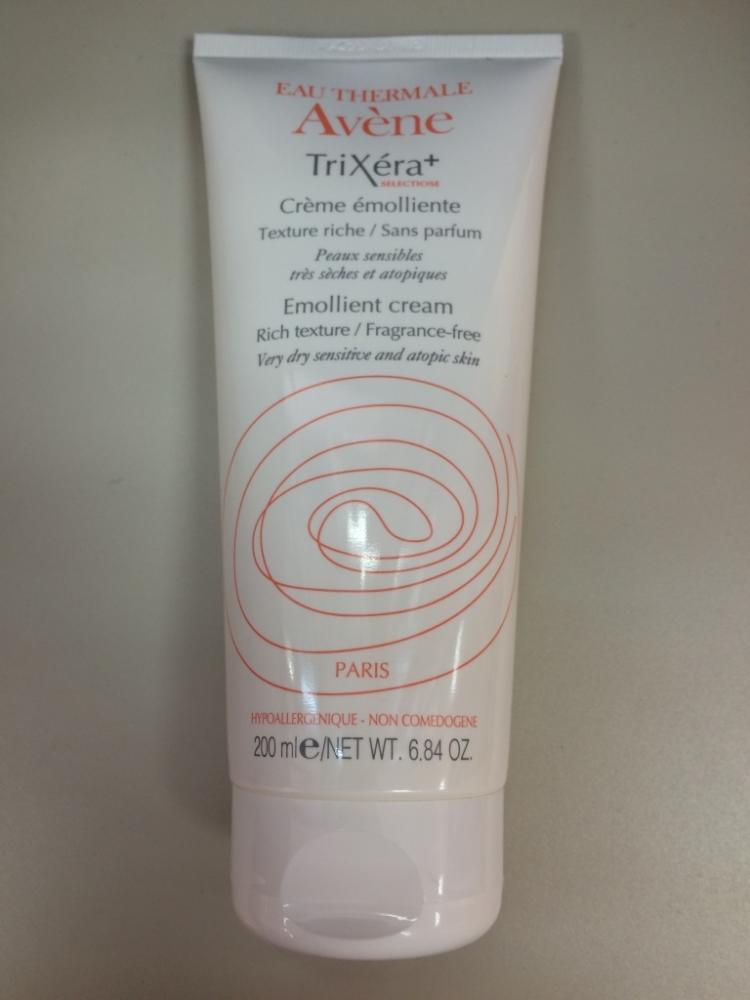 EAU THERMALE
Avène
TriXéra+
SELECTIOSE
Crème émolliente
Texture riche / Sans parfum
Peaux sensibles
très sèches et atopiques
Emollient cream
Rich texture / Fragrance-free
Very dry sensitive and atopic skin
PARIS
HYPOALLERGENIQUE - NON COMEDOGENE
200 ml e/NET WT. 6.84 OZ.